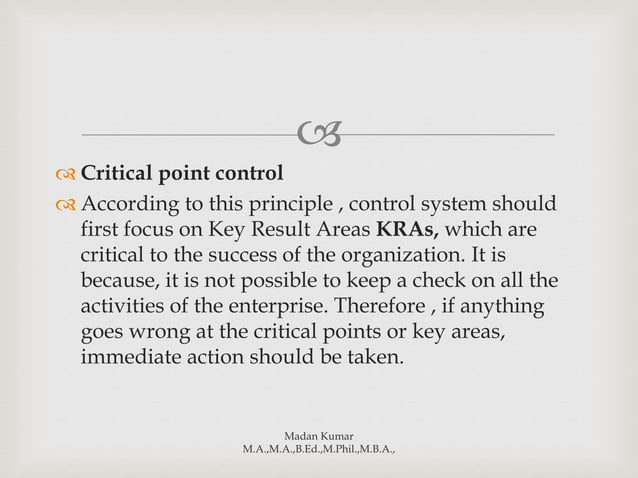 Critical point control
According to this principle , control system should
first focus on Key Result Areas KRAs, which are
critical to the success of the organization. It is
because, it is not possible to keep a check on all the
activities of the enterprise. Therefore , if anything
goes wrong at the critical points or key areas,
immediate action should be taken.
Madan Kumar
M.A.,M.A.,B.Ed.,M.Phil.,M.B.A.,